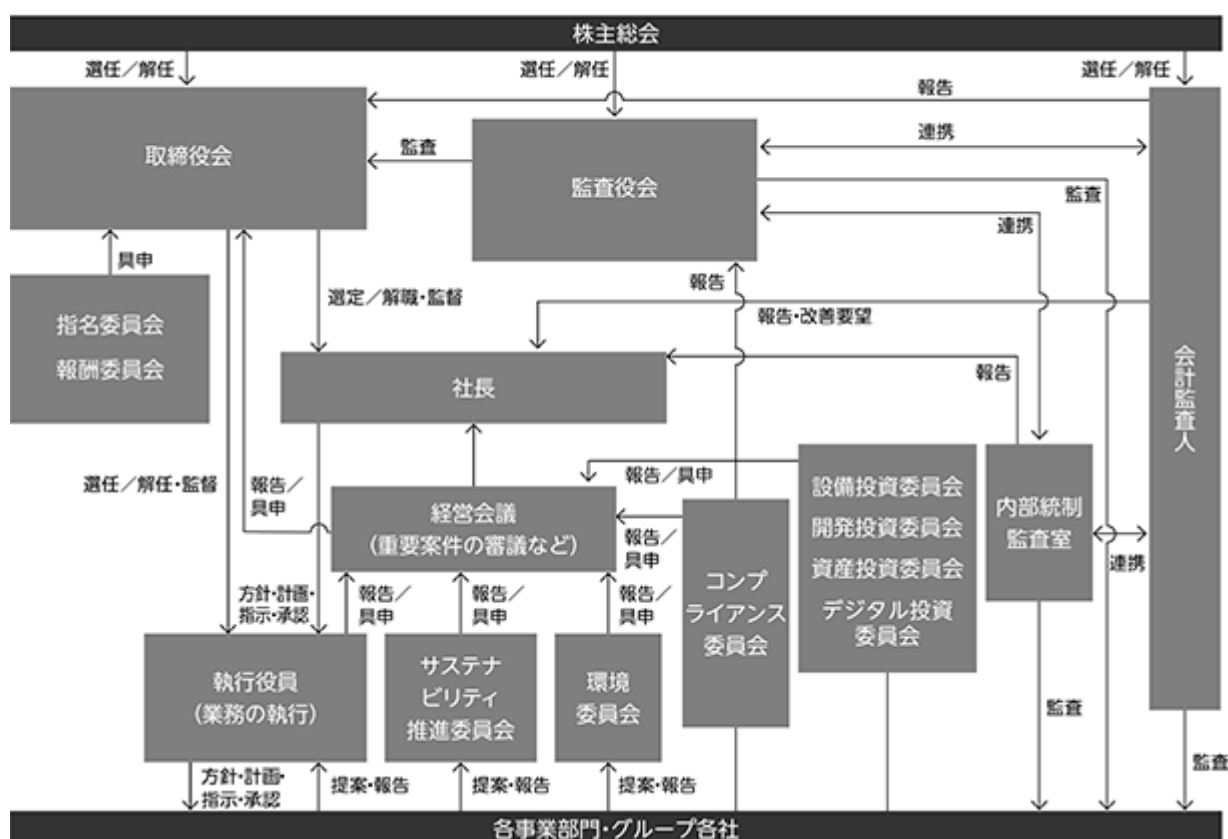 株主総会
選任／解任
選任／解任
選任／解任
報告
取締役会
監査
監査役会
連携
監査
連携
具申
報告
選定／解職・監督
報告・改善要望
指名委員会
報酬委員会
社長
報告
会計監査人
選任／解任・監督
報告／
具申
経営会議
（重要案件の審議など）
報告／具申
報告／
具申
設備投資委員会
開発投資委員会
資産投資委員会
デジタル投資
委員会
内部統制
監査室
連携
コンプ
ライアンス
委員会
方針・計画・
指示・承認
報告／
具申
報告／
具申
報告／
具申
執行役員
（業務の執行）
サステナ
ビリティ
推進委員会
環境
委員会
監査
監査
方針・計画・
指示・承認
提案・報告
提案・報告
提案・報告
各事業部門・グループ各社